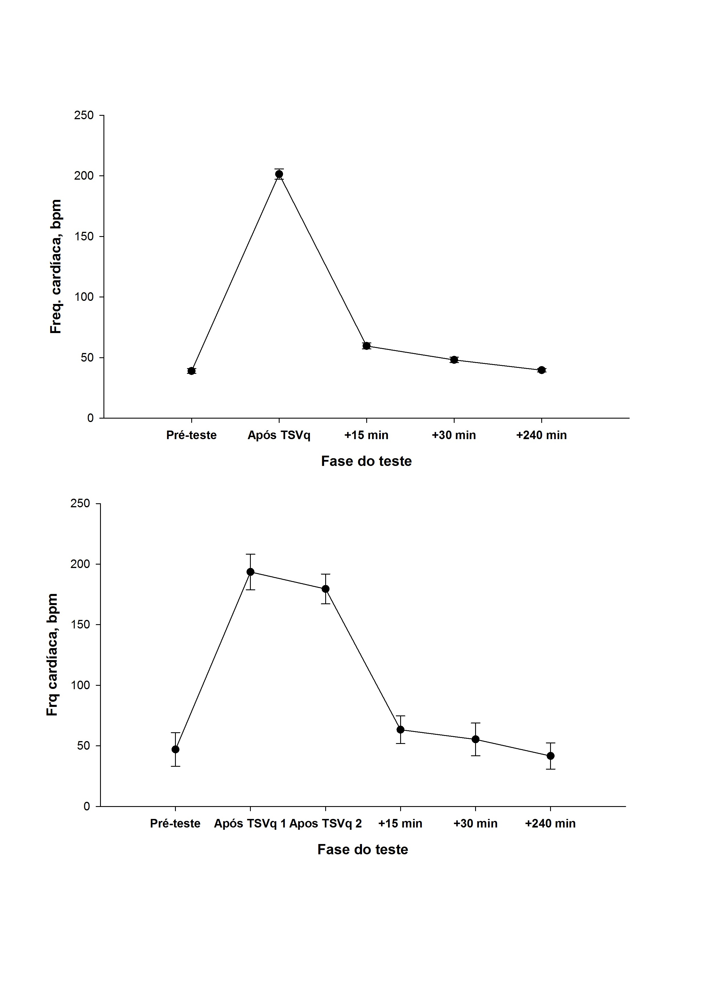 250
200
150
100
50
0
Freq. cardíaca, bpm
Pré-teste Após TSVq +15 min +30 min +240 min
Fase do teste
250
200
150
100
50
0
Frq cardíaca, bpm
Pré-teste Após TSVq 1 Apos TSVq 2 +15 min +30 min +240 min
Fase do teste